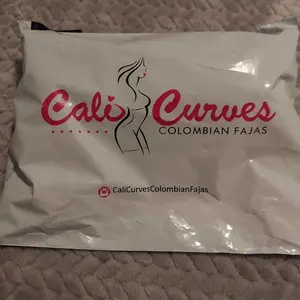 Cali Curves
COLOMBIAN FAJAS
CaliCurvesColombianFajas